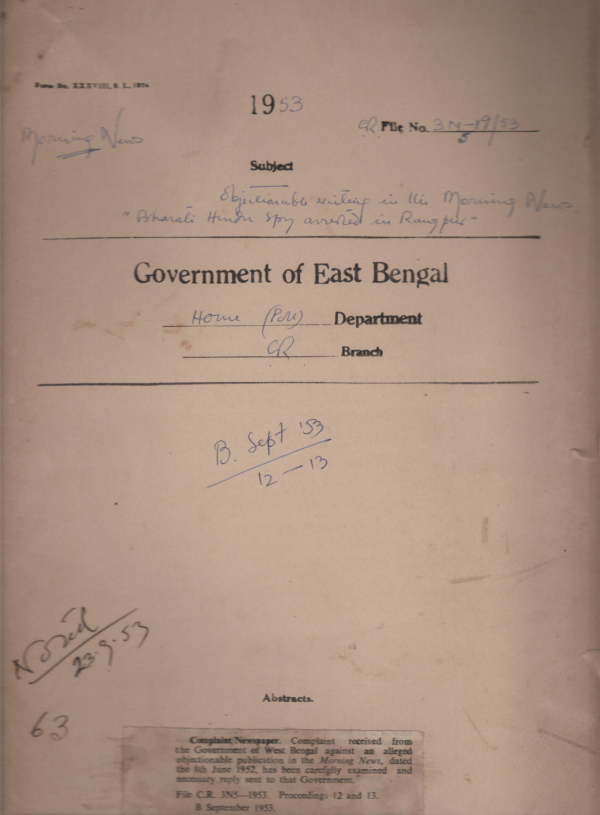 Form No. XXXVIII, S. L., 1974
1953
Morning News
CR File No. 3N-19/53
5
Subject
Objectionable writing in the Morning News.
"Bharati Hindu Spy arrested in Rangpur"
Government of East Bengal
Home (Poll) Department
CR Branch
B. Sept '53
12 — 13
Noted
23-9-53
63
Abstracts.
Complaint/Newspaper. Complaint received from
the Government of West Bengal against an alleged
objectionable publication in the Morning News, dated
the 8th June 1952, has been carefully examined and
necessary reply sent to that Government.
File C.R. 3N5—1953. Proceedings 12 and 13.
B September 1953.